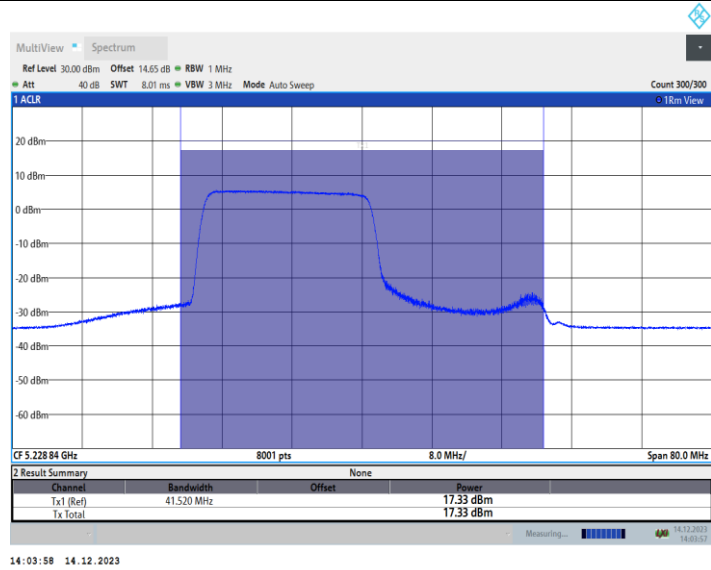 R&S
MultiView Spectrum
Ref Level 30.00 dBm Offset 14.65 dB RBW 1 MHz
Att 40 dB SWT 8.01 ms VBW 3 MHz Mode Auto Sweep Count 300/300
1 ACLR 1Rm View
20 dBm
10 dBm
0 dBm
-10 dBm
-20 dBm
-30 dBm
-40 dBm
-50 dBm
-60 dBm
CF 5.228 84 GHz 8001 pts 8.0 MHz/ Span 80.0 MHz
2 Result Summary None
Channel Bandwidth Offset Power
Tx1 (Ref) 41.520 MHz 17.33 dBm
Tx Total 17.33 dBm
Measuring... 14.12.2023
14:03:57
14:03:58 14.12.2023